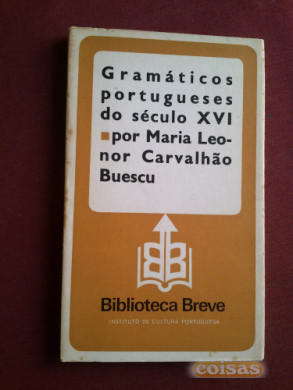 Gramáticos
portugueses
do século XVI
por Maria Leo-
nor Carvalhão
Buescu
Biblioteca Breve
INSTITUTO DE CULTURA PORTUGUESA
coisas